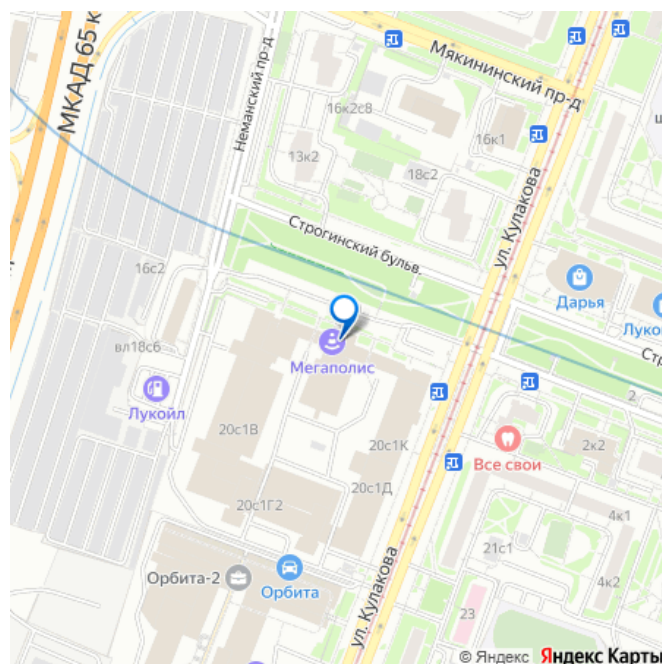 МКАД 65 к
Неманский пр-д
Мякининский пр-д
16к2с8
16к1
13к2
18с2
ул. Кулакова
Строгинский бульв.
16с2
Дарья
Луко
Стр
вл18с6
Мегаполис
Лукойл
2
20с1В
20с1К
2к2
Все свои
20с1Д
20с1Г2
4к1
21с1
Орбита-2
Орбита
4к2
ул. Кулакова
23
© Яндекс Яндекс Карты